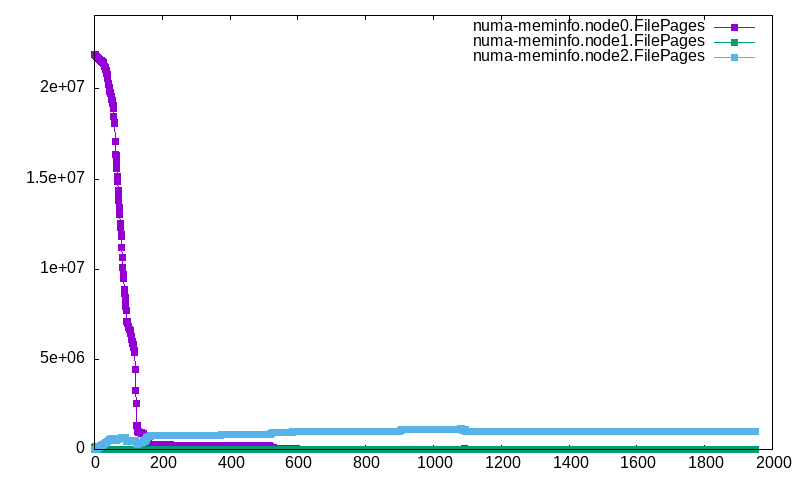 numa-meminfo.node0.FilePages
numa-meminfo.node1.FilePages
numa-meminfo.node2.FilePages
2e+07
1.5e+07
1e+07
5e+06
0
0 200 400 600 800 1000 1200 1400 1600 1800 2000